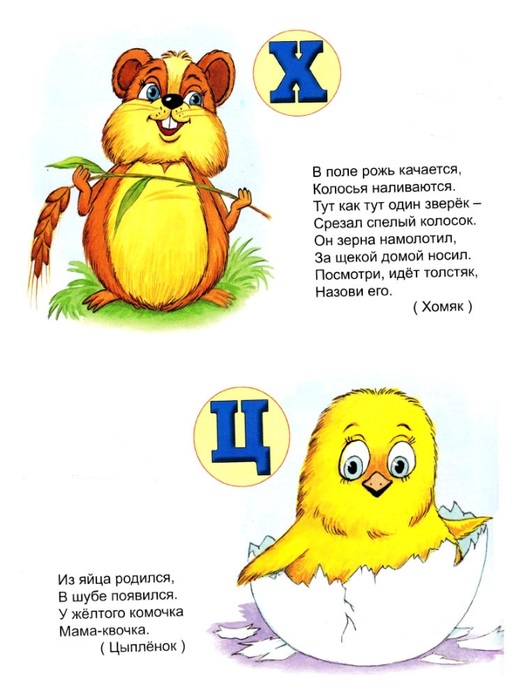 Х
В поле рожь качается,
Колосья наливаются.
Тут как тут один зверёк –
Срезал спелый колосок.
Он зерна намолотил,
За щекой домой носил.
Посмотри, идёт толстяк,
Назови его.
( Хомяк )
Ц
Из яйца родился,
В шубе появился.
У жёлтого комочка
Мама-квочка.
( Цыплёнок )